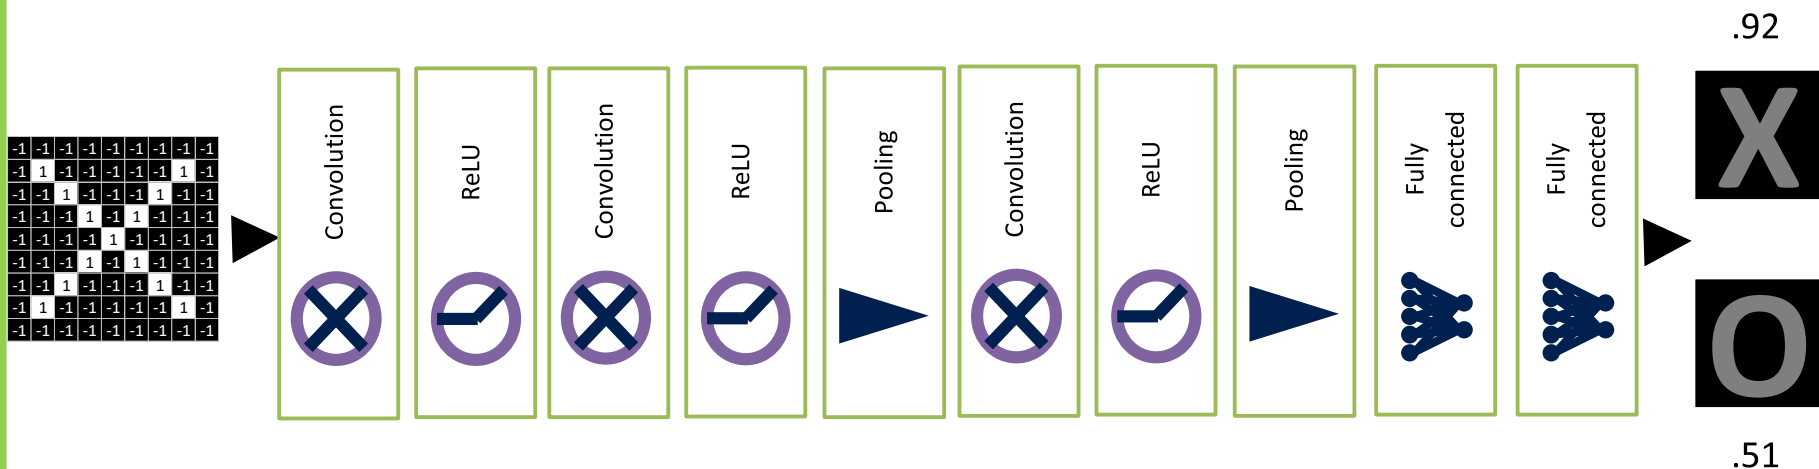 .92
-1 -1 -1 -1 -1 -1 -1 -1 -1
-1 1 -1 -1 -1 -1 -1 1 -1
-1 -1 1 -1 -1 -1 1 -1 -1
-1 -1 -1 1 -1 1 -1 -1 -1
-1 -1 -1 -1 1 -1 -1 -1 -1
-1 -1 -1 1 -1 1 -1 -1 -1
-1 -1 1 -1 -1 -1 1 -1 -1
-1 1 -1 -1 -1 -1 -1 1 -1
-1 -1 -1 -1 -1 -1 -1 -1 -1
Convolution
ReLU
Convolution
ReLU
Pooling
Convolution
ReLU
Pooling
Fully
connected
Fully
connected
X
O
.51